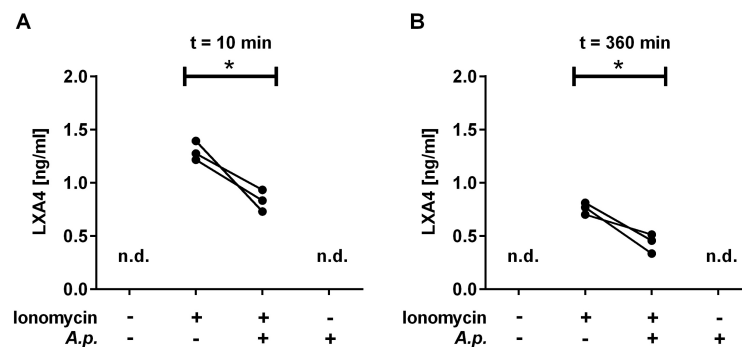 A
t = 10 min
*
2.0
1.5
1.0
0.5
0.0
LXA4 [ng/ml]
n.d.
n.d.
Ionomycin - + + -
A.p. - - + +
B
t = 360 min
*
2.0
1.5
1.0
0.5
0.0
LXA4 [ng/ml]
n.d.
n.d.
- + + -
- - + +